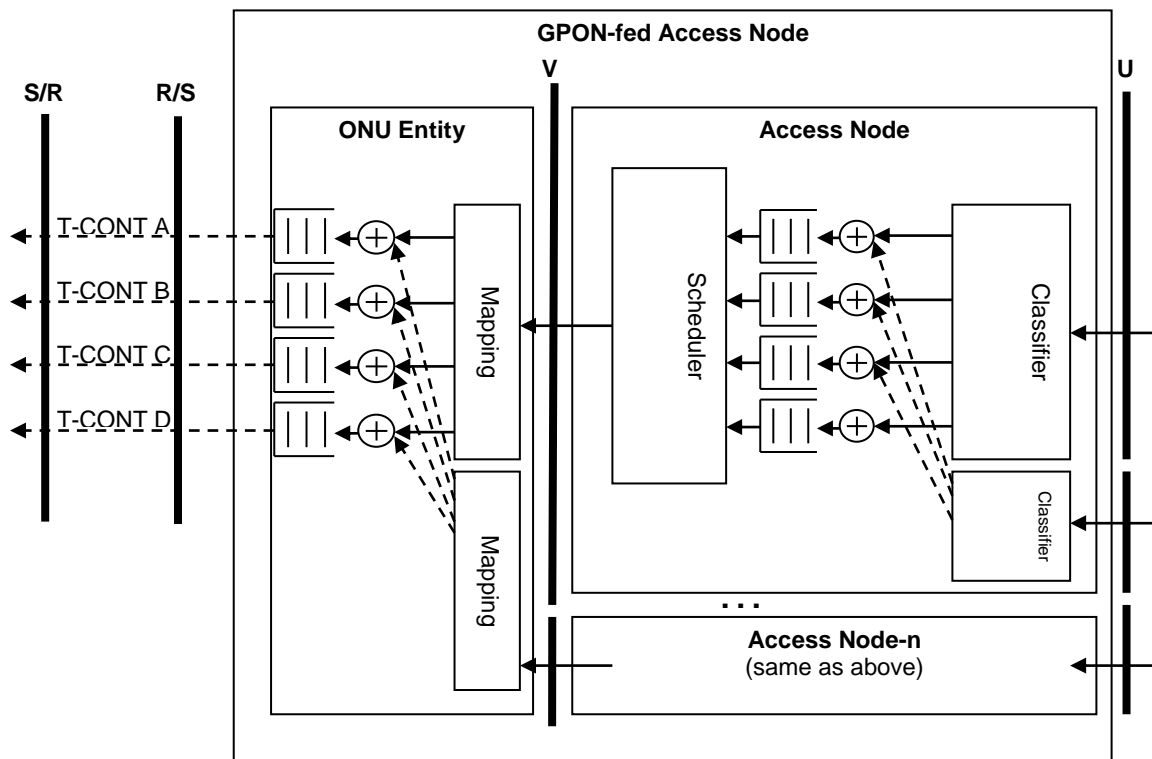 GPON-fed Access Node
V
U
S/R
R/S
ONU Entity
Access Node
T-CONT A
T-CONT B
T-CONT C
T-CONT D
Mapping
Scheduler
Classifier
Mapping
Classifier
...
Access Node-n
(same as above)